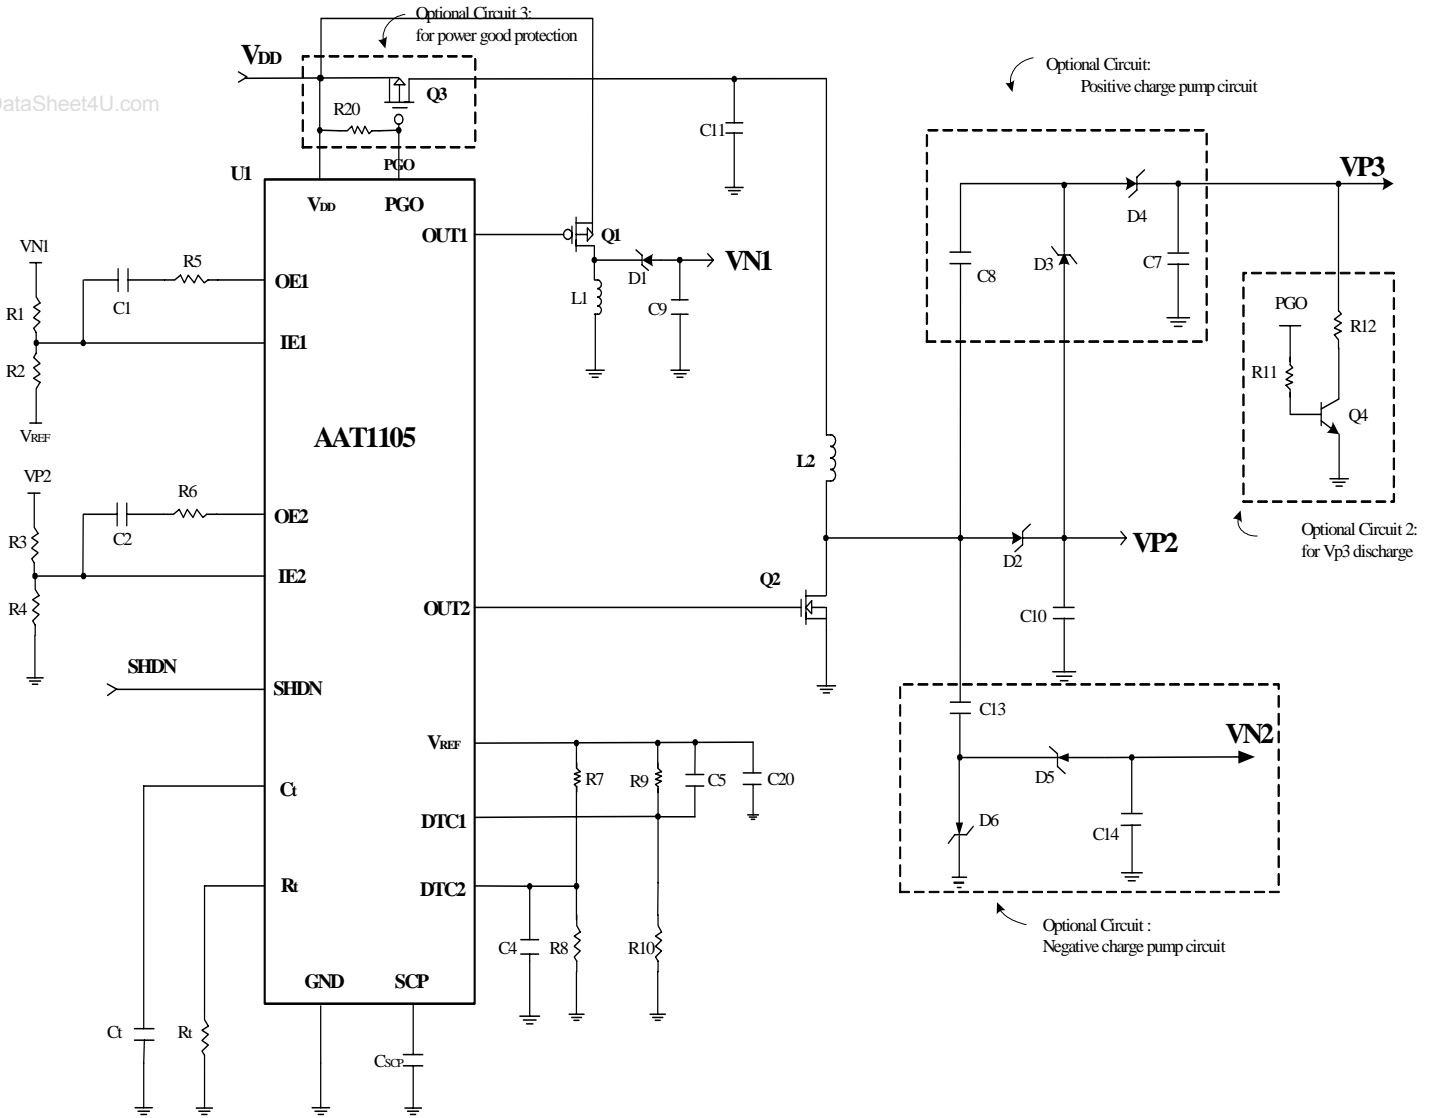 Optional Circuit 3:
for power good protection
VDD
DataSheet4U.com
Q3
R20
PGO
C11
Optional Circuit:
Positive charge pump circuit
VP3
U1
VDD
PGO
OUT1
Q1
D1
VN1
L1
C9
D4
D3
C8
C7
VN1
R5
C1
OE1
R1
IE1
R2
VREF
PGO
R12
R11
Q4
AAT1105
L2
VP2
R6
C2
OE2
R3
IE2
R4
OUT2
Q2
D2
VP2
C10
Optional Circuit 2:
for Vp3 discharge
SHDN
SHDN
C13
VN2
VREF
R7
R9
C5
C20
D5
Ct
DTC1
D6
C14
Rt
DTC2
C4
R8
R10
Optional Circuit :
Negative charge pump circuit
GND
SCP
Ct
Rt
CSCP